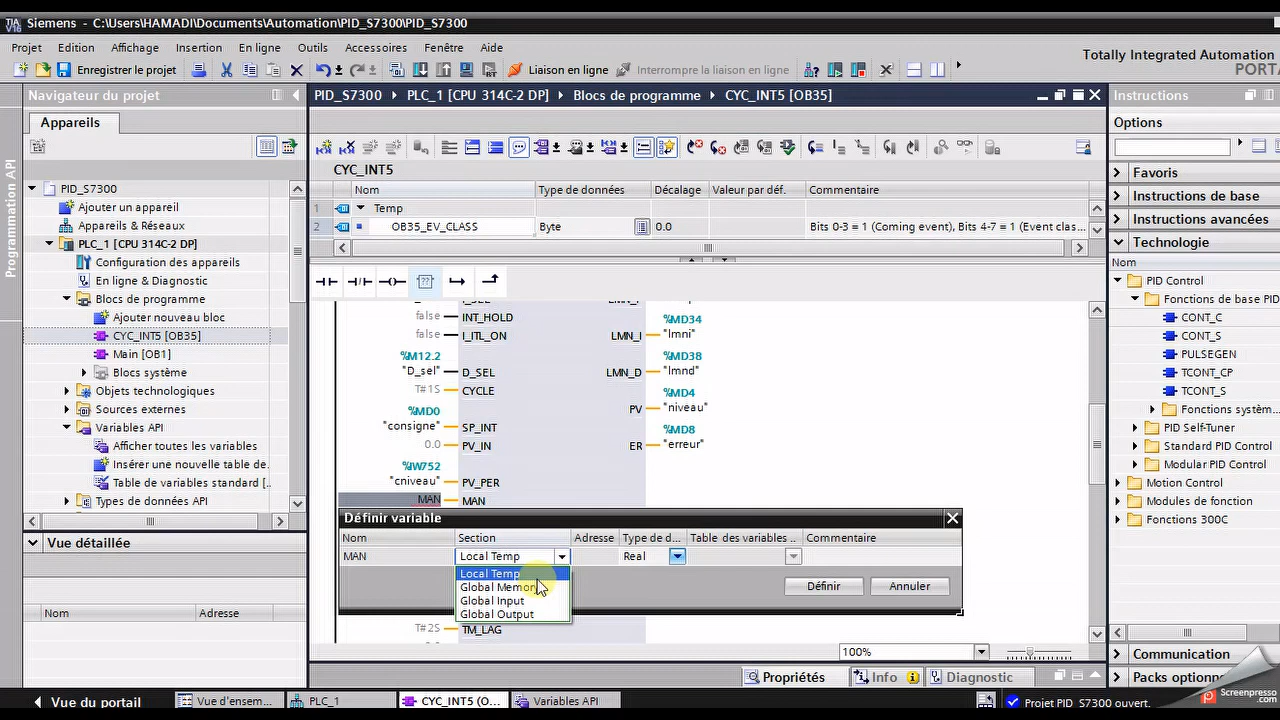 Siemens - C:\Users\HAMADI\Documents\Automation\PID_S7300\PID_S7300
TIA V16
Projet Edition Affichage Insertion En ligne Outils Accessoires Fenêtre Aide
Totally Integrated Automation
PORTA
Enregistrer le projet
Liaison en ligne Interrompre la liaison en ligne
Navigateur du projet
PID_S7300 PLC_1 [CPU 314C-2 DP] Blocs de programme CYC_INT5 [OB35]
Instructions
Appareils
Options
Programmation API
CYC_INT5
Nom Type de données Décalage Valeur par déf. Commentaire
1 Temp
2 OB35_EV_CLASS Byte 0.0 Bits 0-3 = 1 (Coming event), Bits 4-7 = 1 (Event clas...
PID_S7300
Ajouter un appareil
Appareils & Réseaux
PLC_1 [CPU 314C-2 DP]
Configuration des appareils
En ligne & Diagnostic
Blocs de programme
Ajouter nouveau bloc
CYC_INT5 [OB35]
Main [OB1]
Blocs système
Objets technologiques
Sources externes
Variables API
Afficher toutes les variables
Insérer une nouvelle table de.
Table de variables standard [..
Types de données API
Vue détaillée
Nom Adresse
??
false INT_HOLD
false I_ITL_ON
%M12.2
"D_sel" D_SEL
T#1S CYCLE
%MD0
"consigne" SP_INT
0.0 PV_IN
%IW752
"cniveau" PV_PER
MAN MAN
%MD34
LMN_I "lmni"
%MD38
LMN_D "lmnd"
%MD4
PV "niveau"
%MD8
ER "erreur"
Définir variable
Nom Section Adresse Type de d... Table des variables .. Commentaire
MAN Local Temp Real
Local Temp
Global Memory
Global Input
Global Output
Définir Annuler
T#2S TM_LAG
100%
Propriétés Info Diagnostic
Favoris
Instructions de base
Instructions avancées
Technologie
Nom
PID Control
Fonctions de base PID
CONT_C
CONT_S
PULSEGEN
TCONT_CP
TCONT_S
Fonctions systèm..
PID Self-Tuner
Standard PID Control
Modular PID Control
Motion Control
Modules de fonction
Fonctions 300C
Communication
Packs optionne
Vue du portail Vue d'ensem... PLC_1 CYC_INT5 (O... Variables API
Projet PID_S7300 ouvert.
Screenpresso
.com